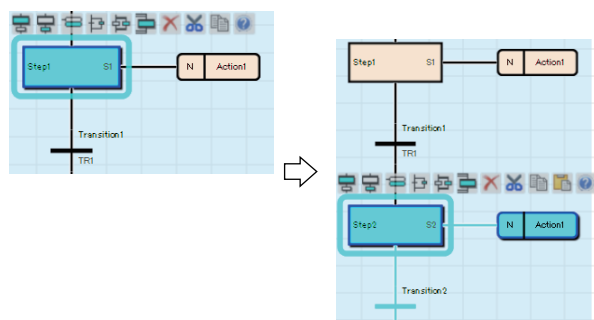 Step1 S1 N Action1
Transition1
TR1
Step1 S1 N Action1
Transition1
TR1
Step2 S2 N Action1
Transition2